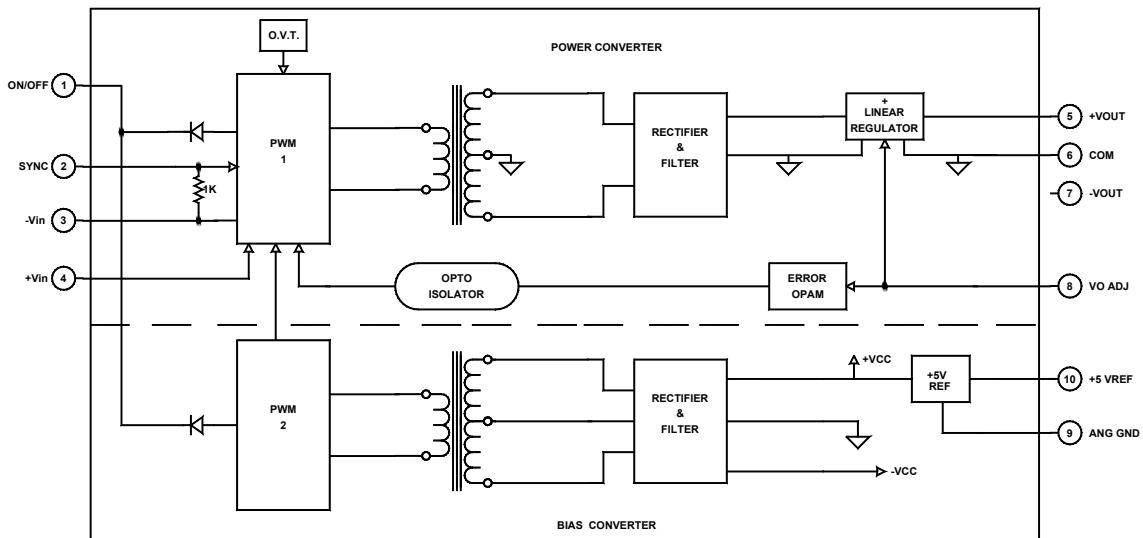 O.V.T.
POWER CONVERTER
ON/OFF
1
SYNC
2
1K
-Vin
3
+Vin
4
PWM
1
RECTIFIER
&
FILTER
+
LINEAR
REGULATOR
5
+VOUT
6
COM
7
-VOUT
OPTO
ISOLATOR
ERROR
OPAM
8
VO ADJ
PWM
2
RECTIFIER
&
FILTER
+VCC
-VCC
+5V
REF
10
+5 VREF
9
ANG GND
BIAS CONVERTER